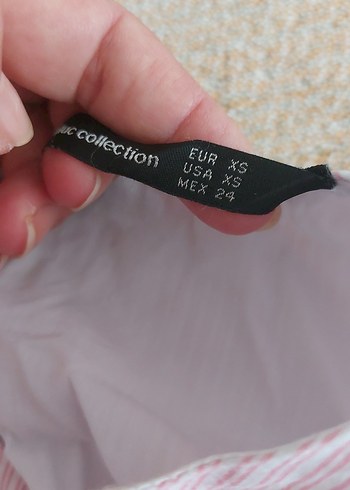 collection
EUR XS
USA XS
MEX 24